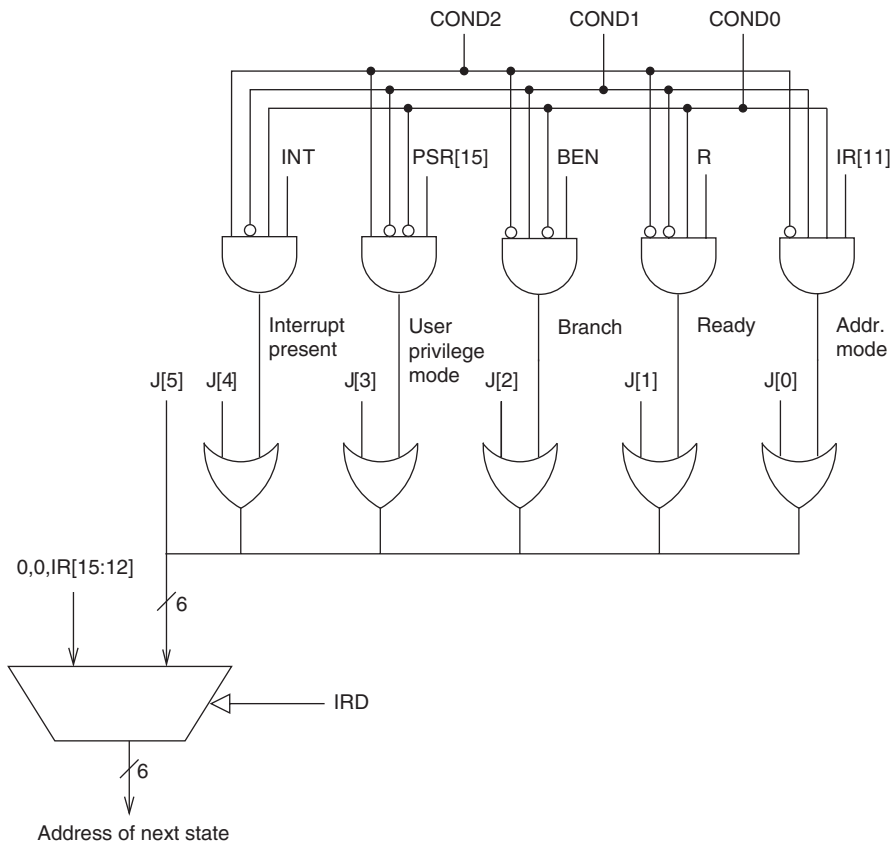 COND2 COND1 COND0
INT PSR[15] BEN R IR[11]
Interrupt present
User privilege mode
Branch
Ready
Addr. mode
J[5] J[4] J[3] J[2] J[1] J[0]
0,0,IR[15:12]
6
IRD
6
Address of next state